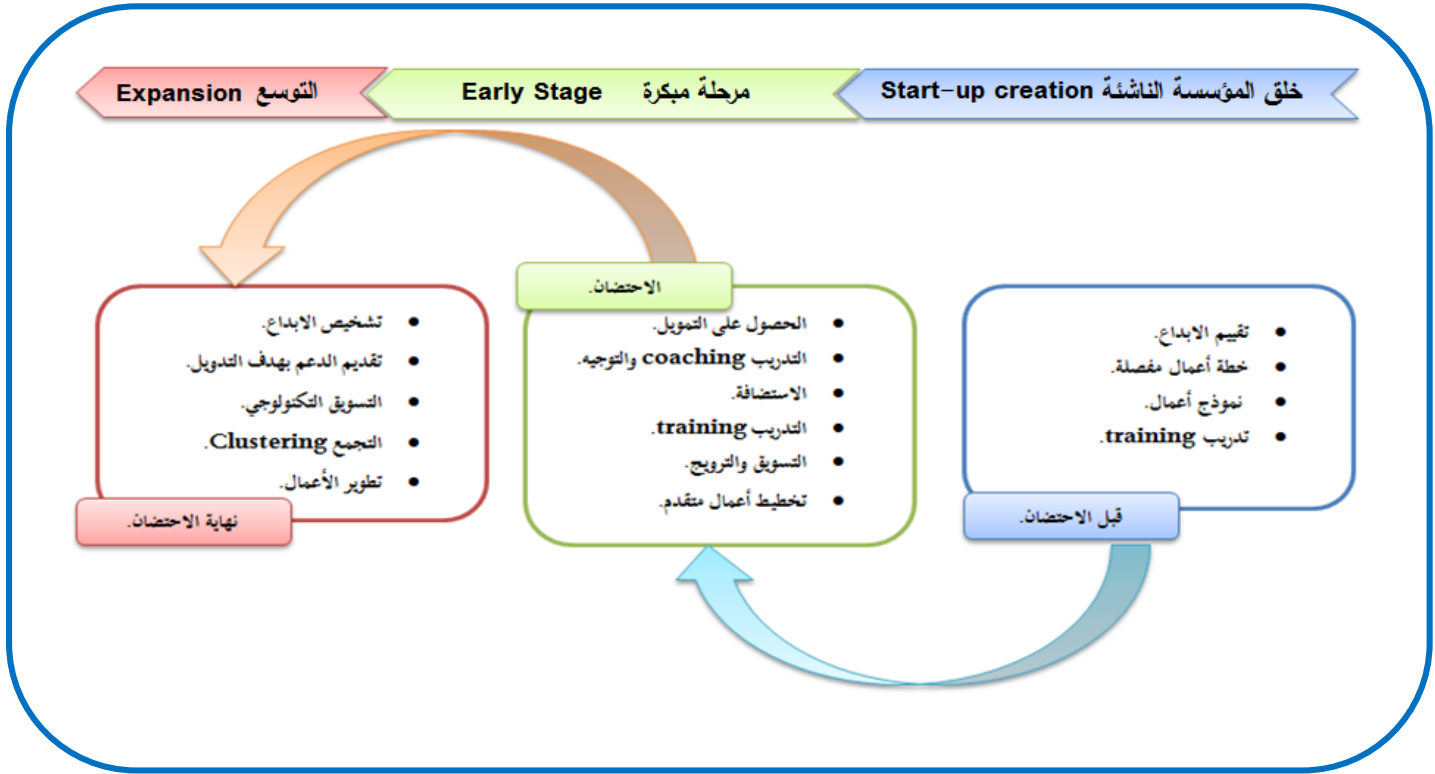 خلق المؤسسة الناشئة Start-up creation
مرحلة مبكرة Early Stage
التوسع Expansion
تقييم الابداع.
خطة أعمال مفصلة.
نموذج أعمال.
تدريب training.
قبل الاحتضان.
الاحتضان.
الحصول على التمويل.
التدريب coaching والتوجيه.
الاستضافة.
التدريب training.
التسويق والترويج.
تخطيط أعمال متقدم.
تشخيص الابداع.
تقديم الدعم بهدف التدويل.
التسويق التكنولوجي.
التجمع Clustering.
تطوير الأعمال.
نهاية الاحتضان.